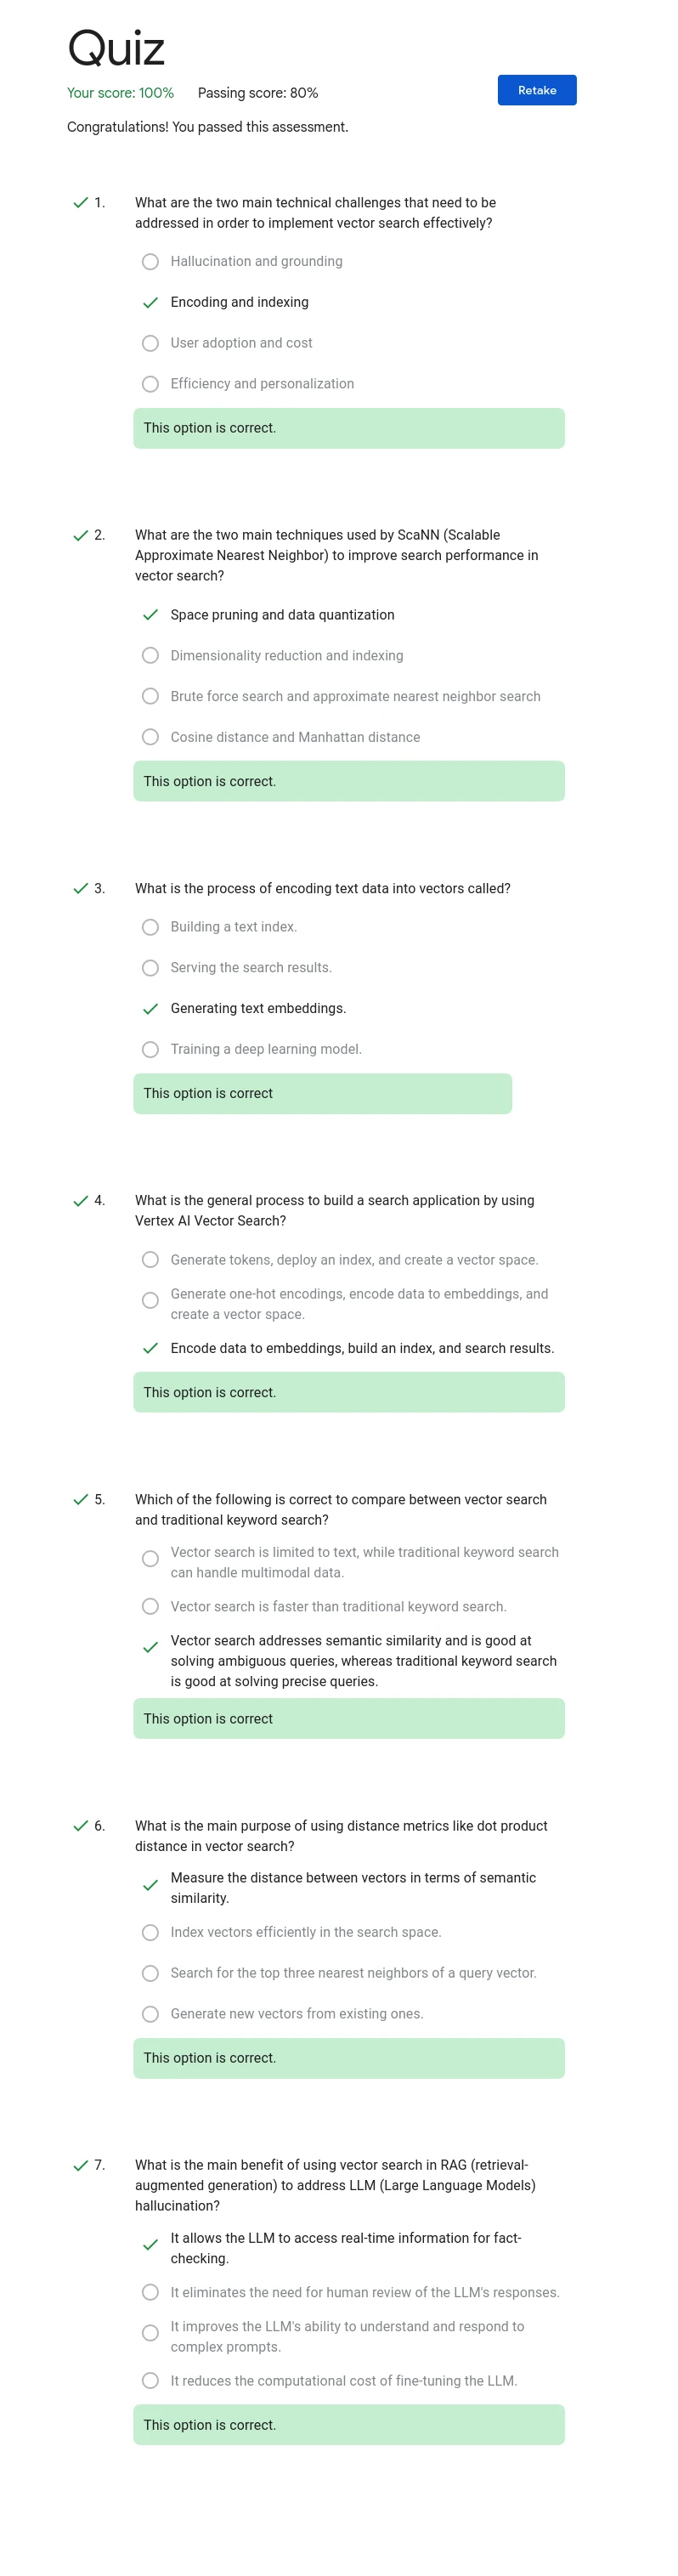 Quiz
Your score: 100% Passing score: 80%
Retake
Congratulations! You passed this assessment.
1. What are the two main technical challenges that need to be
addressed in order to implement vector search effectively?
Hallucination and grounding
Encoding and indexing
User adoption and cost
Efficiency and personalization
This option is correct.
2. What are the two main techniques used by ScaNN (Scalable
Approximate Nearest Neighbor) to improve search performance in
vector search?
Space pruning and data quantization
Dimensionality reduction and indexing
Brute force search and approximate nearest neighbor search
Cosine distance and Manhattan distance
This option is correct.
3. What is the process of encoding text data into vectors called?
Building a text index.
Serving the search results.
Generating text embeddings.
Training a deep learning model.
This option is correct
4. What is the general process to build a search application by using
Vertex AI Vector Search?
Generate tokens, deploy an index, and create a vector space.
Generate one-hot encodings, encode data to embeddings, and
create a vector space.
Encode data to embeddings, build an index, and search results.
This option is correct.
5. Which of the following is correct to compare between vector search
and traditional keyword search?
Vector search is limited to text, while traditional keyword search
can handle multimodal data.
Vector search is faster than traditional keyword search.
Vector search addresses semantic similarity and is good at
solving ambiguous queries, whereas traditional keyword search
is good at solving precise queries.
This option is correct
6. What is the main purpose of using distance metrics like dot product
distance in vector search?
Measure the distance between vectors in terms of semantic
similarity.
Index vectors efficiently in the search space.
Search for the top three nearest neighbors of a query vector.
Generate new vectors from existing ones.
This option is correct.
7. What is the main benefit of using vector search in RAG (retrieval-
augmented generation) to address LLM (Large Language Models)
hallucination?
It allows the LLM to access real-time information for fact-
checking.
It eliminates the need for human review of the LLM's responses.
It improves the LLM's ability to understand and respond to
complex prompts.
It reduces the computational cost of fine-tuning the LLM.
This option is correct.